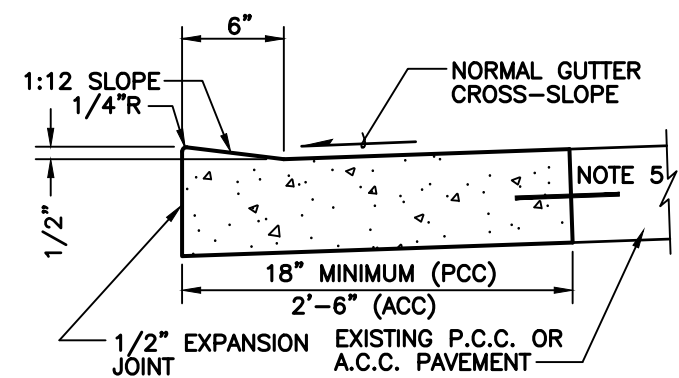 6"
1:12 SLOPE
1/4"R
NORMAL GUTTER
CROSS-SLOPE
NOTE 5
1/2"
18" MINIMUM (PCC)
2'-6" (ACC)
1/2" EXPANSION
JOINT
EXISTING P.C.C. OR
A.C.C. PAVEMENT